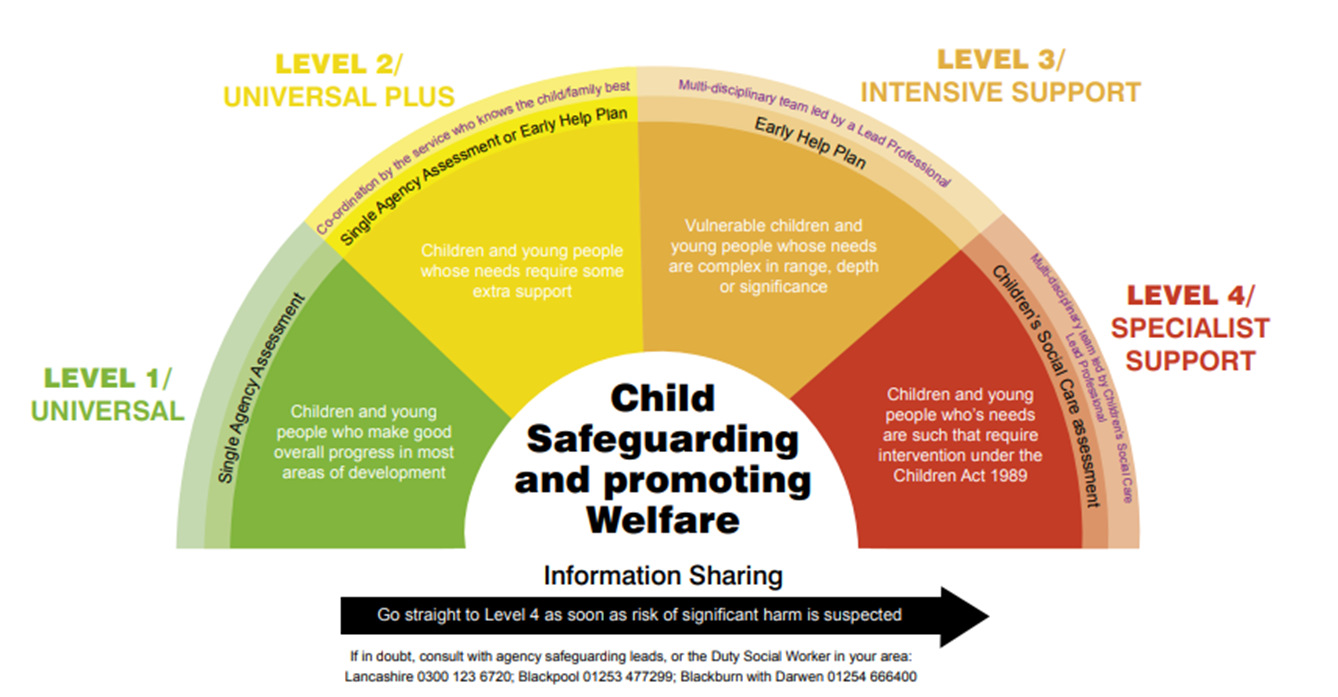 LEVEL 1/
UNIVERSAL
Single Agency Assessment
Children and young
people who make good
overall progress in most
areas of development
LEVEL 2/
UNIVERSAL PLUS
Co-ordination by the service who knows the child/family best
Single Agency Assessment or Early Help Plan
Children and young people
whose needs require some
extra support
LEVEL 3/
INTENSIVE SUPPORT
Multi-disciplinary team led by a Lead Professional
Early Help Plan
Vulnerable children and
young people whose needs
are complex in range, depth
or significance
LEVEL 4/
SPECIALIST
SUPPORT
Multi-disciplinary team led by Children's Social Care
Lead Professional
Children's Social Care assessment
Children and young
people who's needs
are such that require
intervention under the
Children Act 1989
Child
Safeguarding
and promoting
Welfare
Information Sharing
Go straight to Level 4 as soon as risk of significant harm is suspected
If in doubt, consult with agency safeguarding leads, or the Duty Social Worker in your area:
Lancashire 0300 123 6720; Blackpool 01253 477299; Blackburn with Darwen 01254 666400